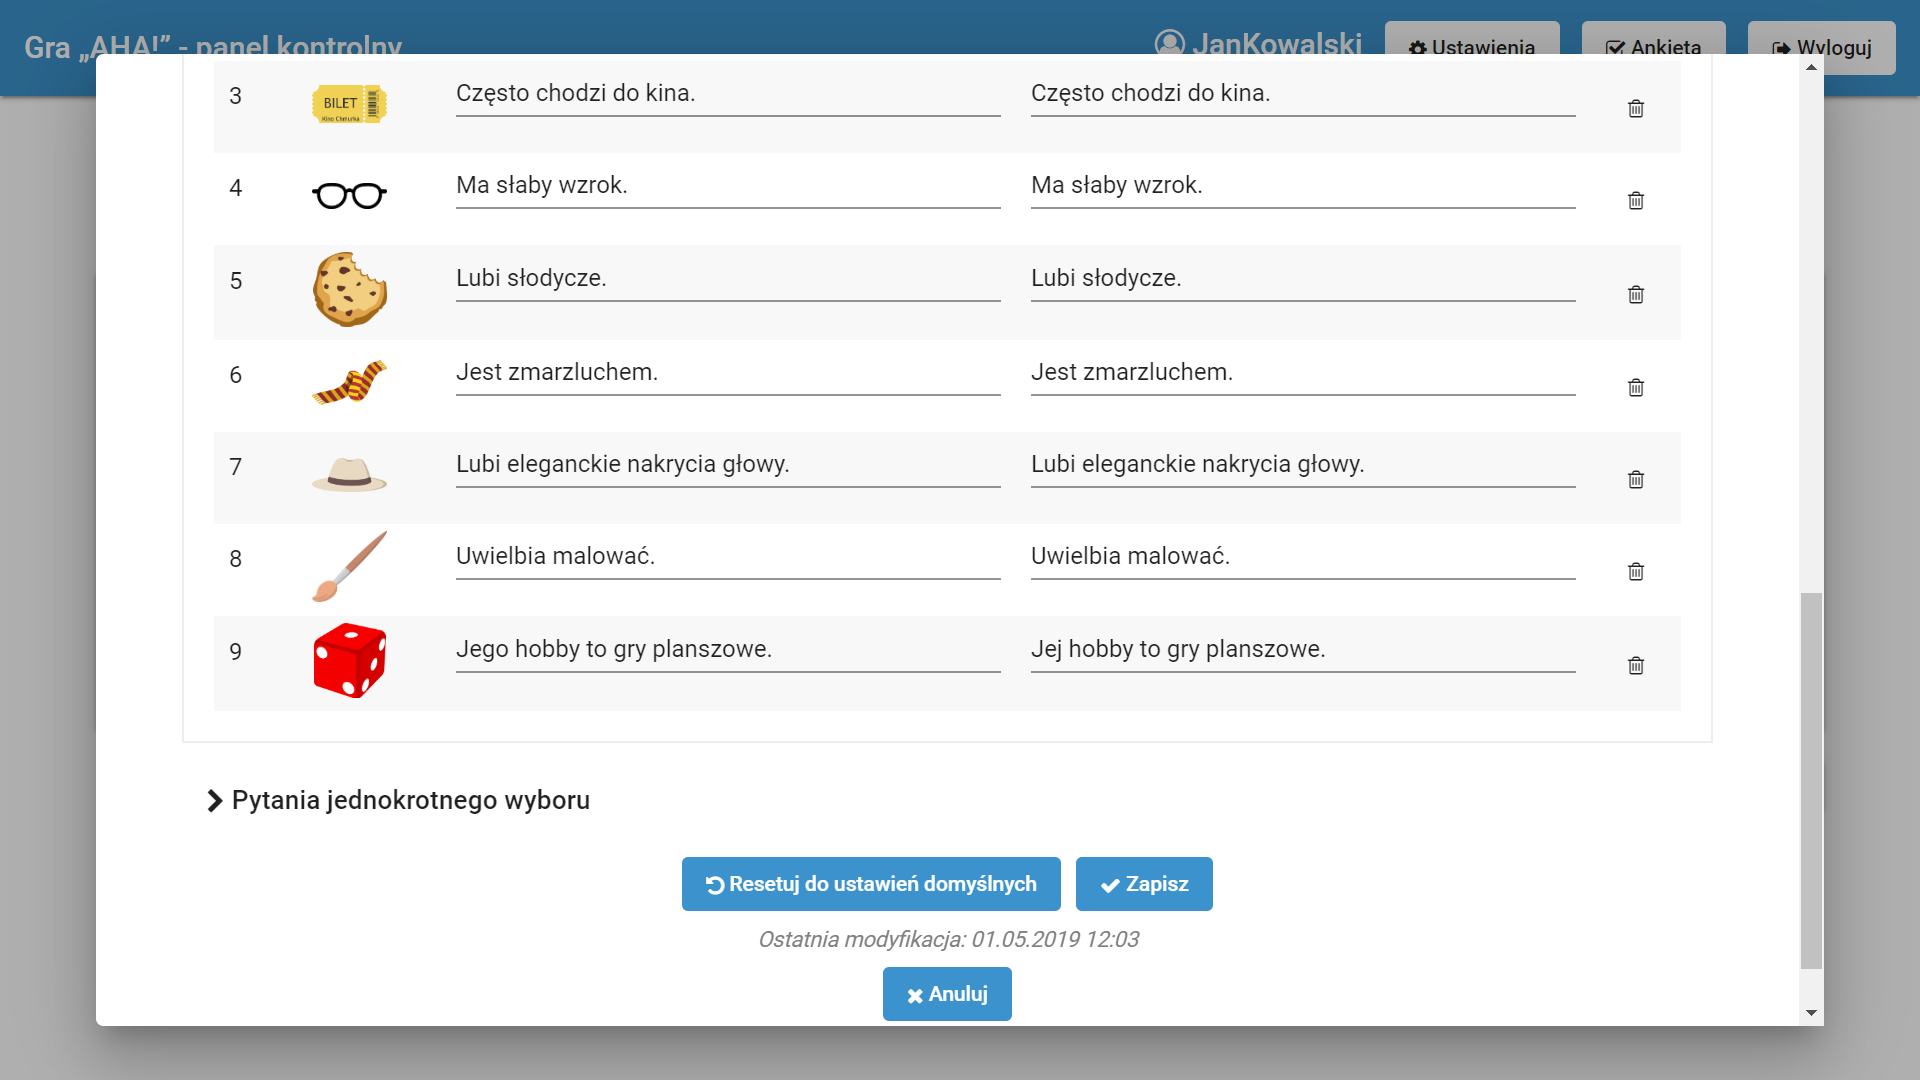 Gra „AHA!” - panel kontrolny
JanKowalski
Ustawienia
Ankieta
Wyloguj
3
BILET
Kino Chmurka
Często chodzi do kina.
Często chodzi do kina.
4
Ma słaby wzrok.
Ma słaby wzrok.
5
Lubi słodycze.
Lubi słodycze.
6
Jest zmarzluchem.
Jest zmarzluchem.
7
Lubi eleganckie nakrycia głowy.
Lubi eleganckie nakrycia głowy.
8
Uwielbia malować.
Uwielbia malować.
9
Jego hobby to gry planszowe.
Jej hobby to gry planszowe.
Pytania jednokrotnego wyboru
Resetuj do ustawień domyślnych
Zapisz
Ostatnia modyfikacja: 01.05.2019 12:03
Anuluj